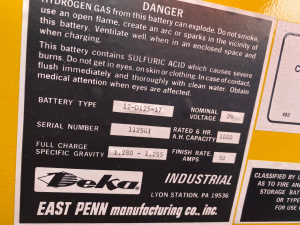 DANGER
HYDROGEN GAS from this battery can explode. Do not smoke,
use an open flame, create an arc or sparks in the vicinity of
this battery. Ventilate well when in an enclosed space and
when charging.
This battery contains SULFURIC ACID which causes severe
burns. Do not get in eyes, on skin or clothing. In case of contact,
flush immediately and thoroughly with clean water. Obtain
medical attention when eyes are affected.
BATTERY TYPE 12-D125-17 NOMINAL VOLTAGE 24
SERIAL NUMBER 1125GI RATED 6 HR. A.H. CAPACITY 1000
FULL CHARGE SPECIFIC GRAVITY 1.280 - 1.295 FINISH RATE AMPS 50
Deka INDUSTRIAL
LYON STATION, PA 19536
EAST PENN manufacturing co., inc.
CLASSIFIED BY
AS TO FIRE AN
STORAGE BAT
OR TYPE
FOR USE